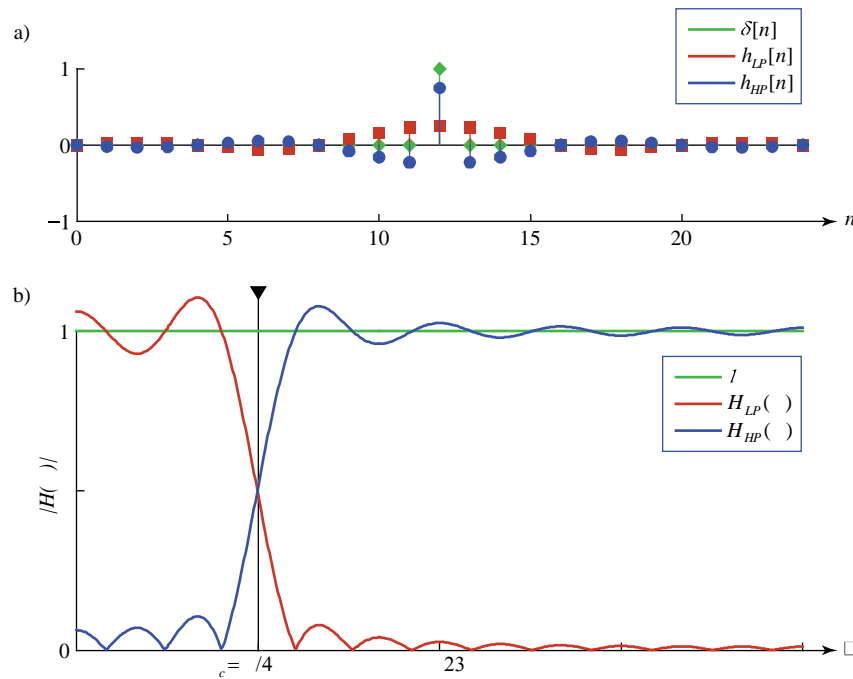 a)
δ[n]
h_LP[n]
h_HP[n]
1
0
−1
0 5 10 15 20 n
b)
1
1
H_LP( )
H_HP( )
|H( )|
0
c = /4 23